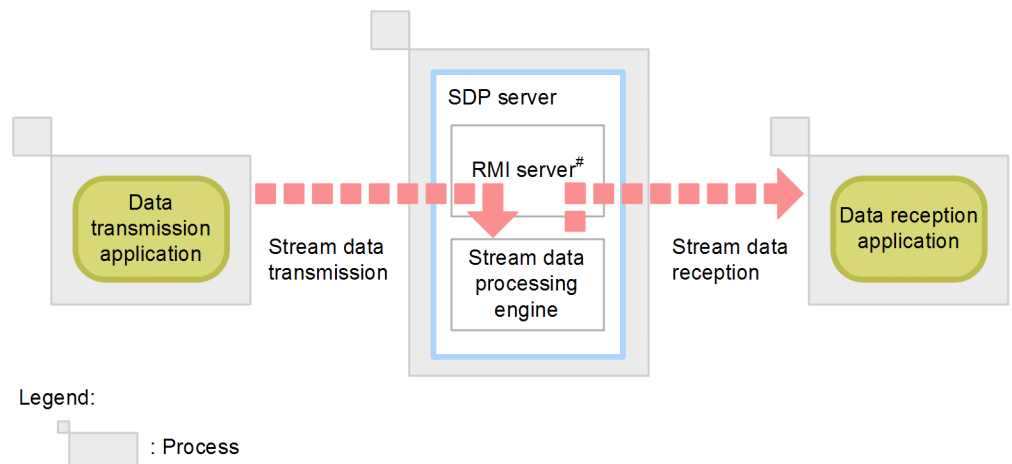 SDP server
RMI server#
Data
transmission
application
Stream data
transmission
Stream data
processing
engine
Stream data
reception
Data reception
application
Legend:
: Process